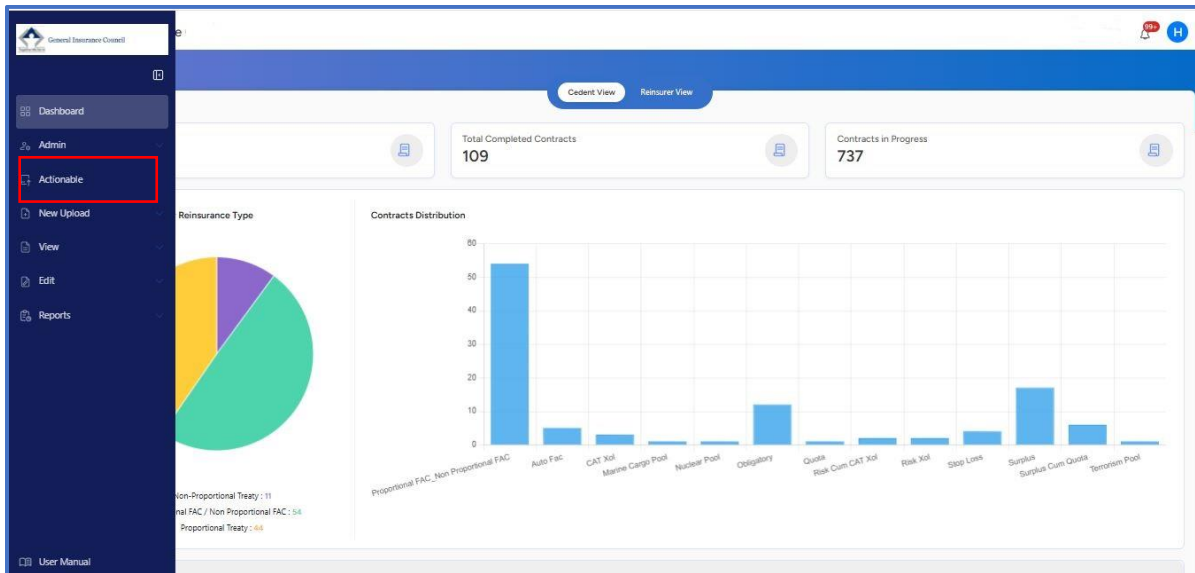 General Insurance Council
e
99+
H
Dashboard
Admin
Actionable
New Upload
View
Edit
Reports
User Manual
Cedent View
Reinsurer View
Total Completed Contracts
109
Contracts in Progress
737
Reinsurance Type
Non-Proportional Treaty : 11
nal FAC / Non Proportional FAC : 54
Proportional Treaty : 44
Contracts Distribution
60
50
40
30
20
10
0
Proportional FAC_Non Proportional FAC
Auto Fac
CAT Xol
Marine Cargo Pool
Nuclear Pool
Obligatory
Quota
Risk Cum CAT Xol
Risk Xol
Stop Loss
Surplus
Surplus Cum Quota
Terrorism Pool